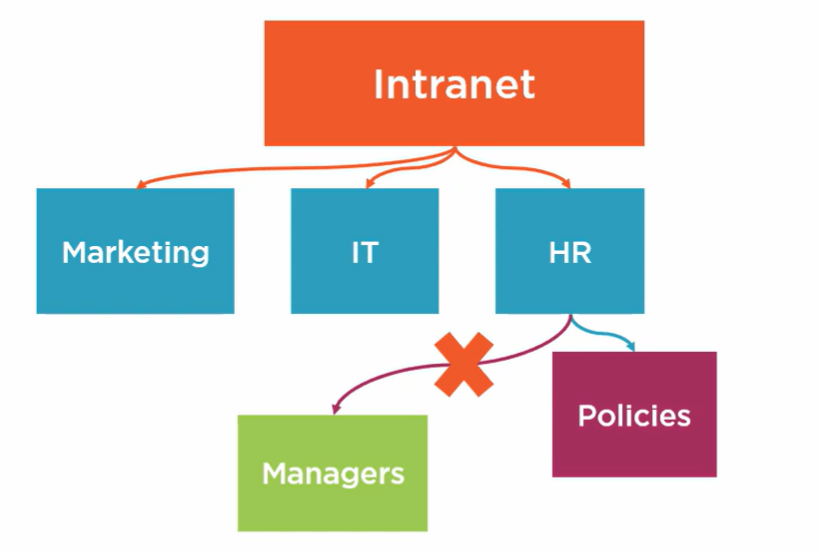 Intranet
Marketing
IT
HR
Policies
Managers